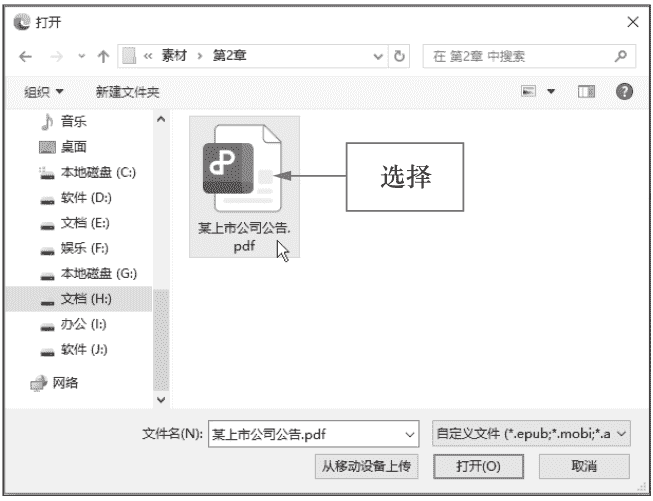 打开
« 素材 › 第2章
在 第2章 中搜索
组织
新建文件夹
音乐
桌面
本地磁盘 (C:)
软件 (D:)
文档 (E:)
娱乐 (F:)
本地磁盘 (G:)
文档 (H:)
办公 (I:)
软件 (J:)
网络
某上市公司公告.
pdf
选择
文件名(N):
某上市公司公告.pdf
自定义文件 (*.epub;*.mobi;*.a
从移动设备上传
打开(O)
取消